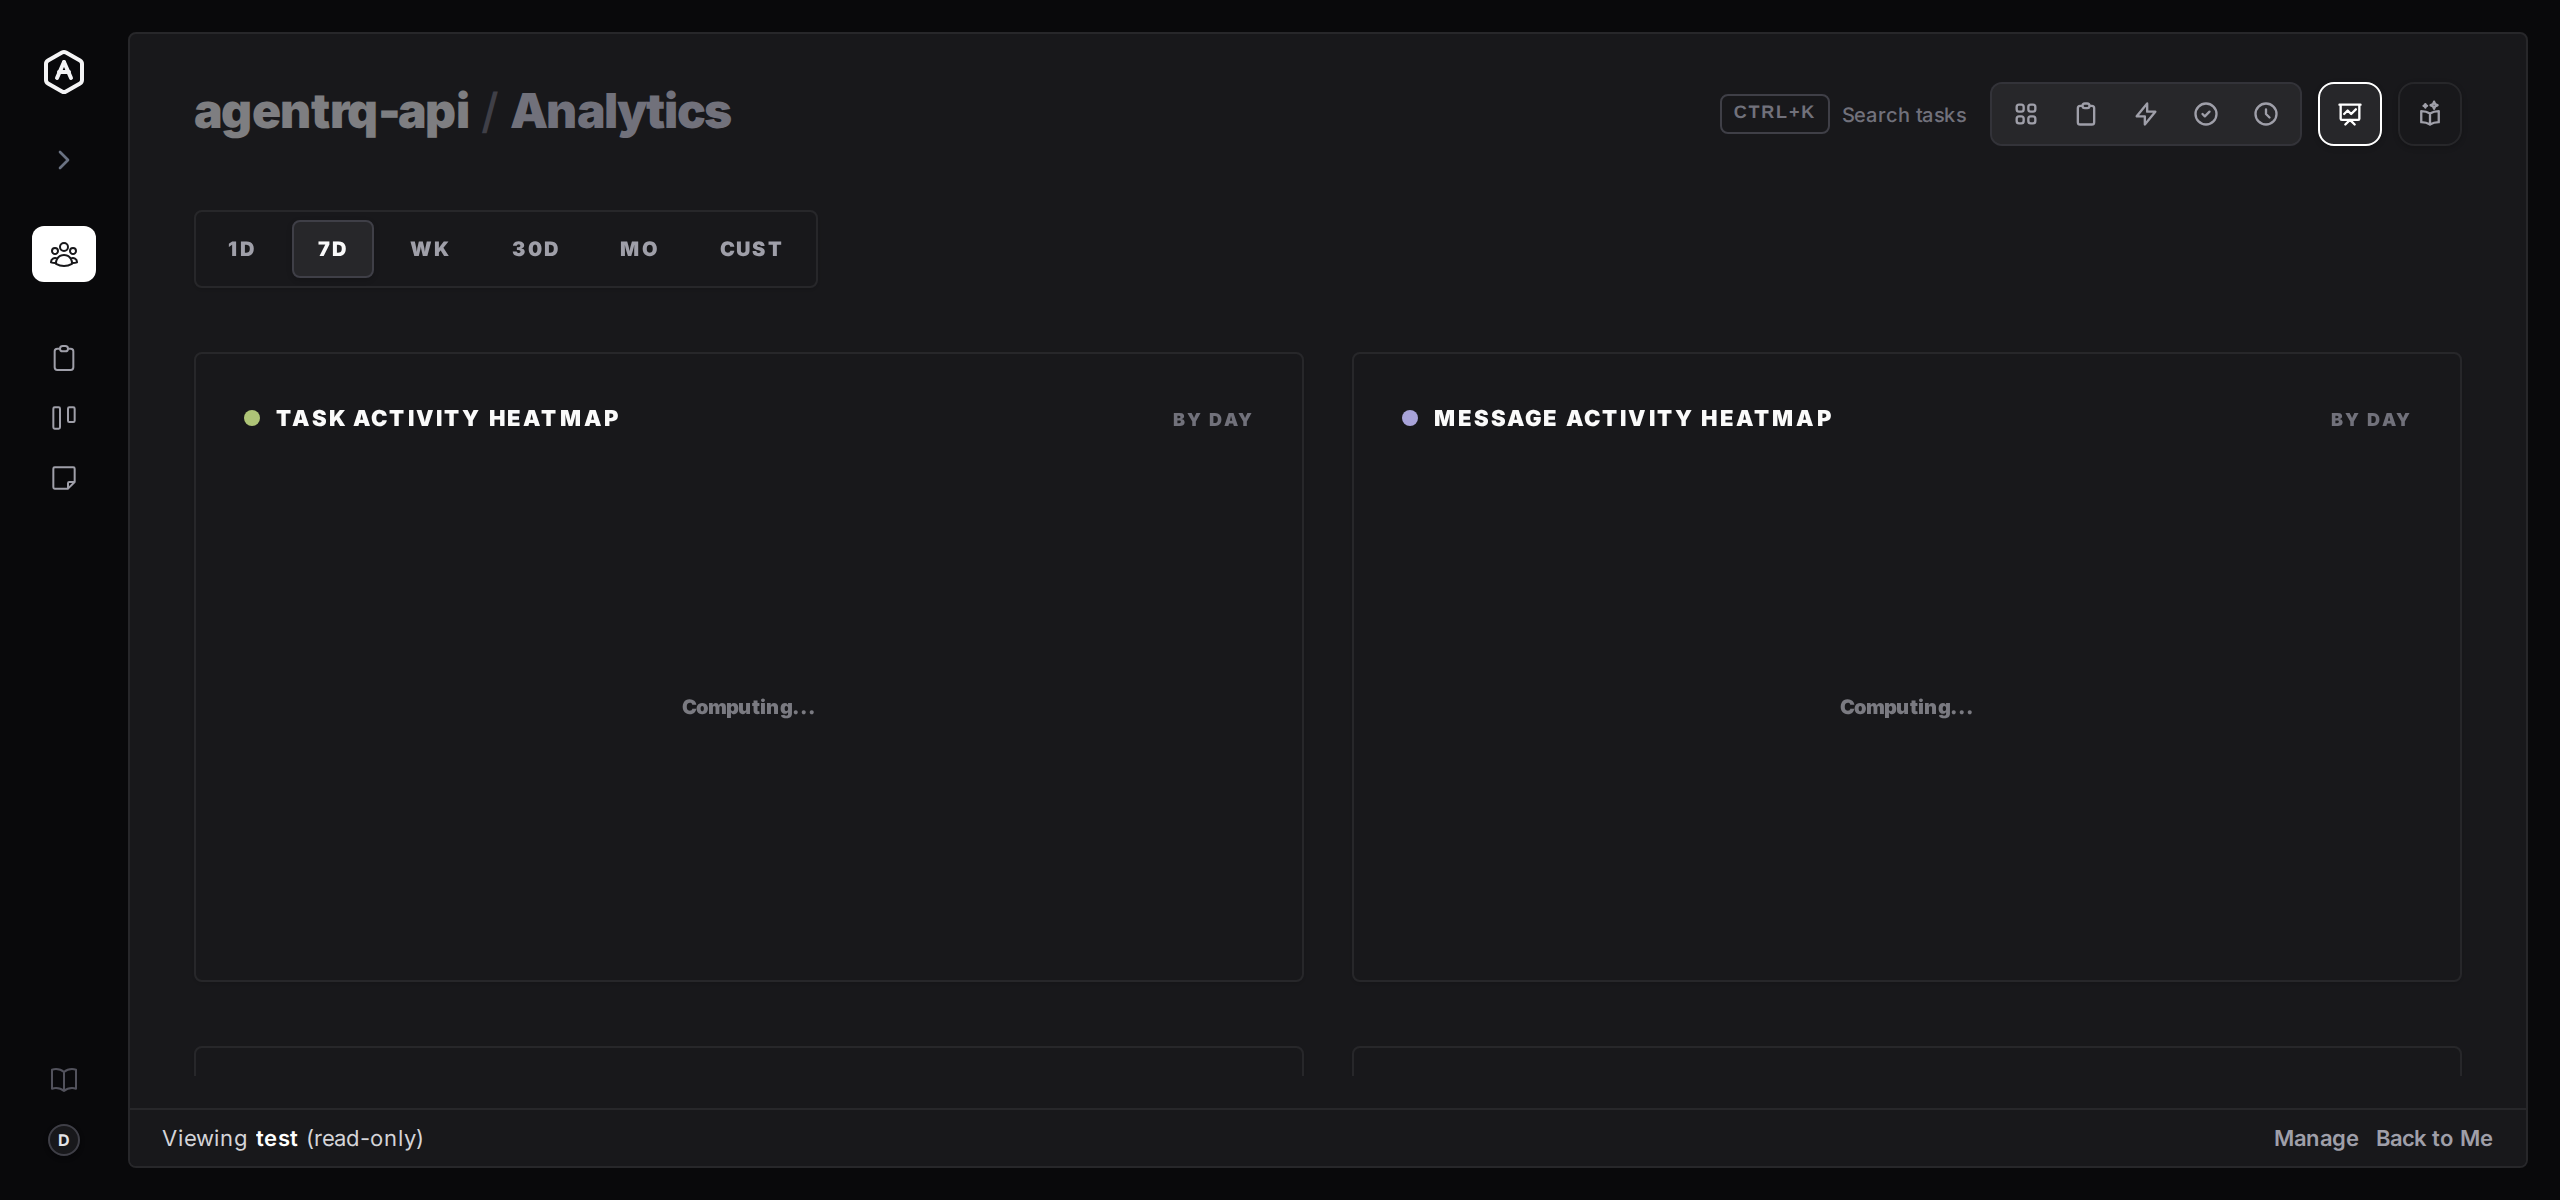 agentrq-api / Analytics
CTRL+K Search tasks
1D 7D WK 30D MO CUST
TASK ACTIVITY HEATMAP BY DAY
Computing...
MESSAGE ACTIVITY HEATMAP BY DAY
Computing...
D
Viewing test (read-only)
Manage Back to Me